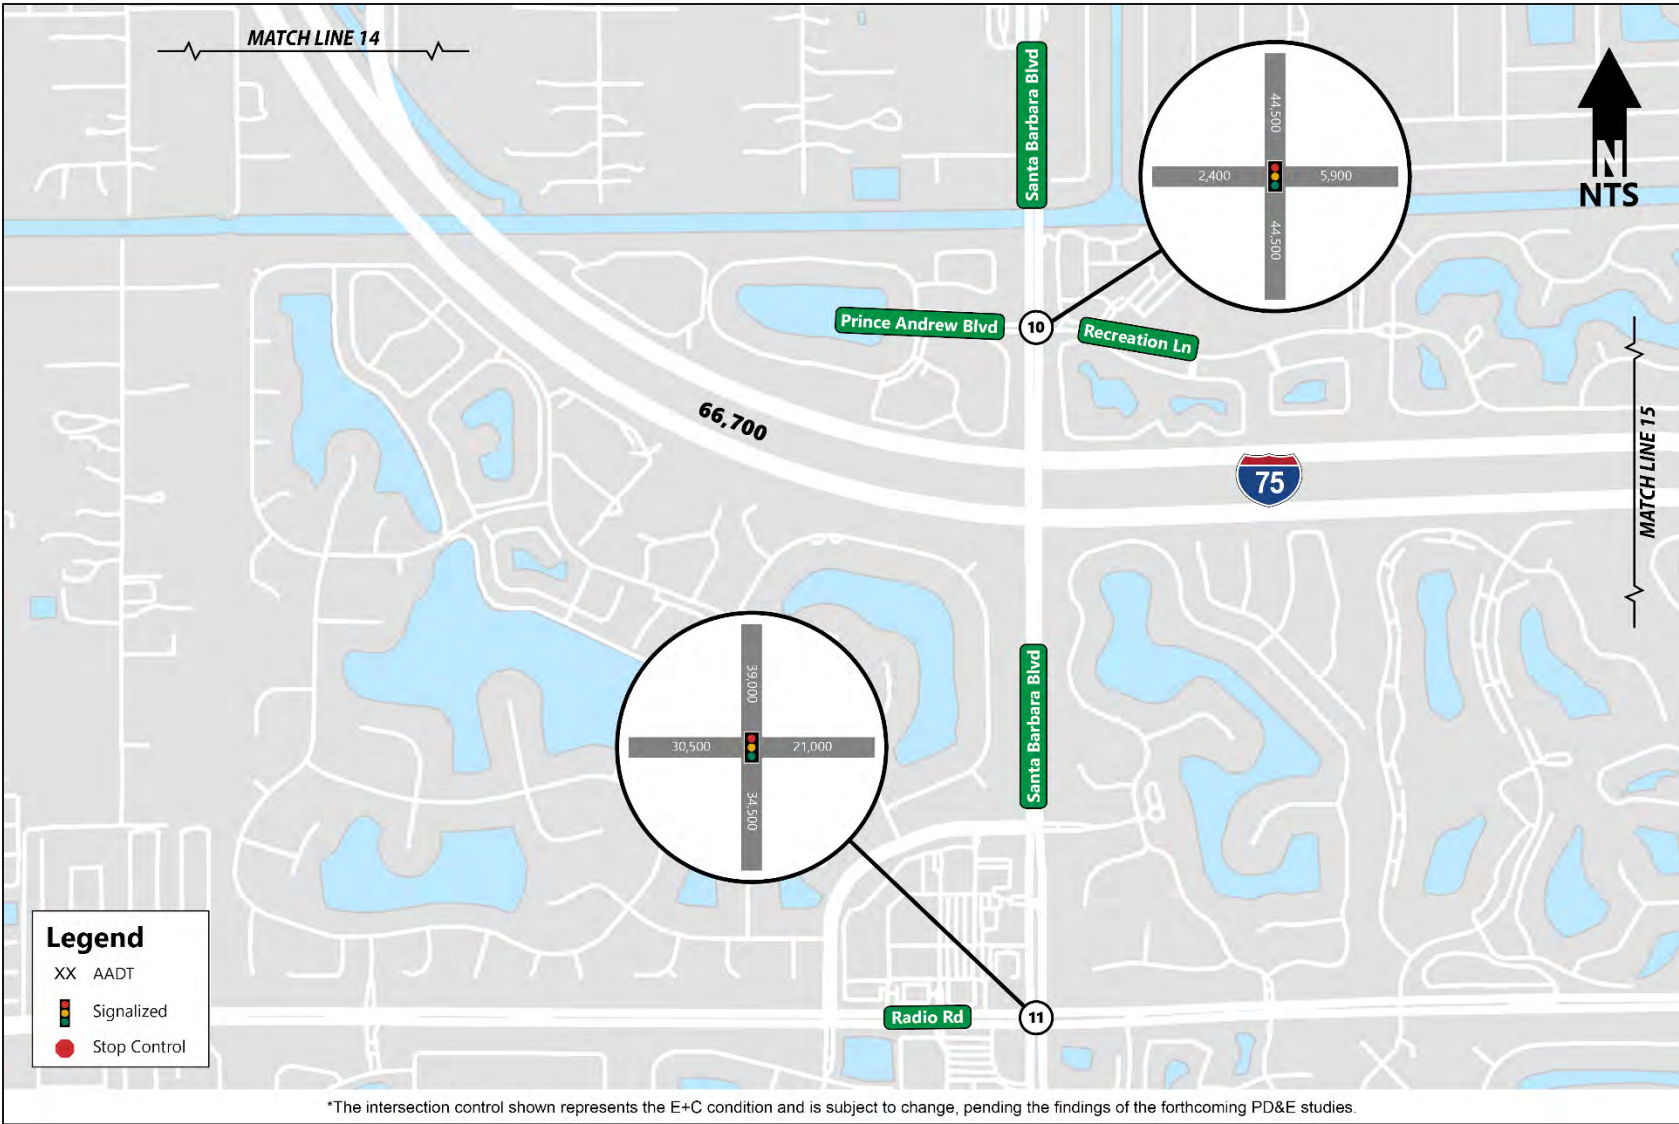 MATCH LINE 14
Santa Barbara Blvd
44,500
2,400
5,900
44,500
N
NTS
Prince Andrew Blvd
10
Recreation Ln
66,700
75
MATCH LINE 15
39,000
30,500
21,000
34,500
Santa Barbara Blvd
Legend
XX AADT
Signalized
Stop Control
Radio Rd
11
*The intersection control shown represents the E+C condition and is subject to change, pending the findings of the forthcoming PD&E studies.